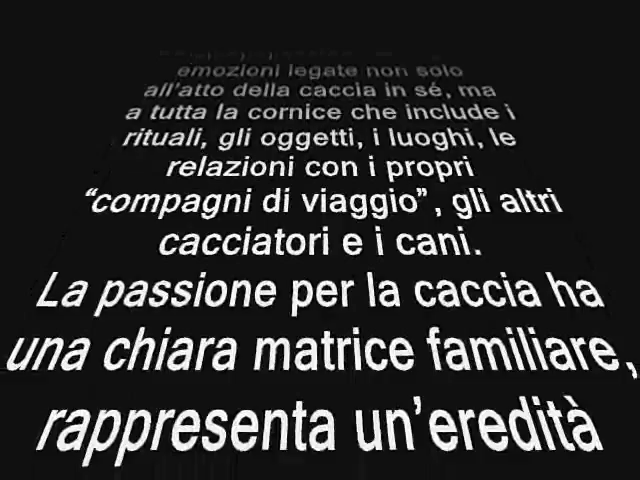 emozioni legate non solo
all'atto della caccia in sé, ma
a tutta la cornice che include i
rituali, gli oggetti, i luoghi, le
relazioni con i propri
“compagni di viaggio”, gli altri
cacciatori e i cani.
La passione per la caccia ha
una chiara matrice familiare,
rappresenta un'eredità